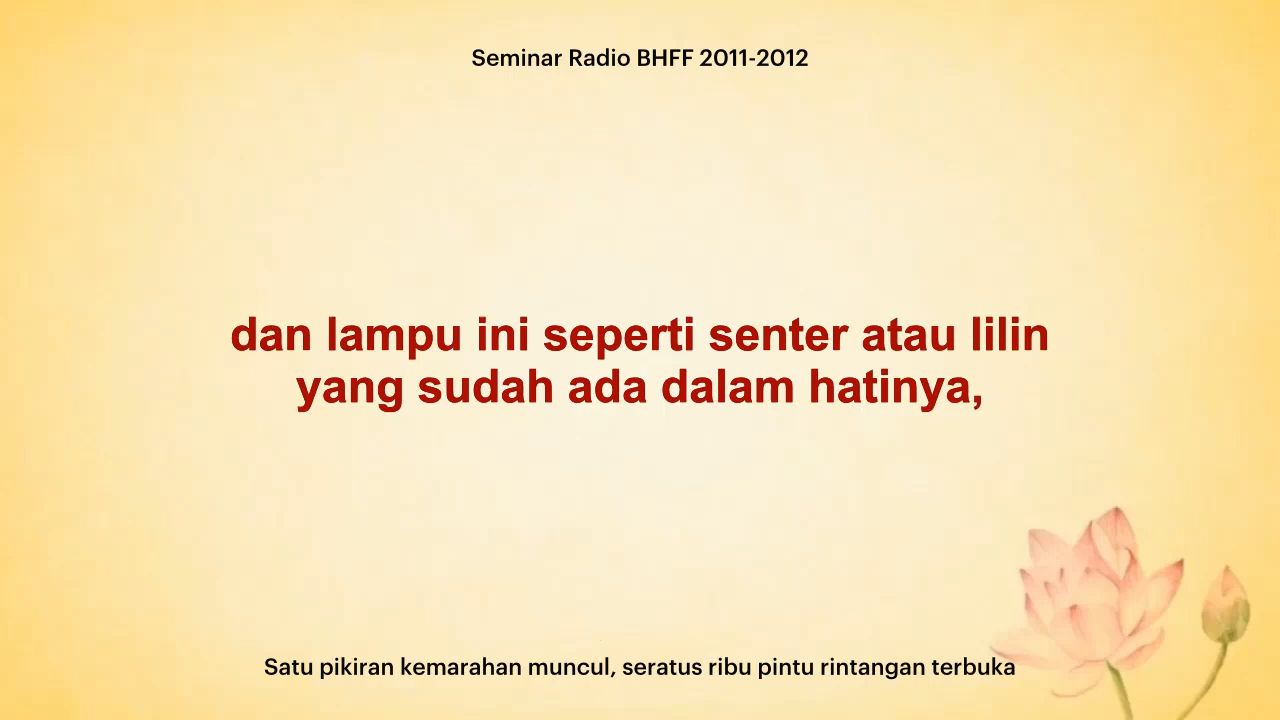 Seminar Radio BHFF 2011-2012
dan lampu ini seperti senter atau lilin
yang sudah ada dalam hatinya,
Satu pikiran kemarahan muncul, seratus ribu pintu rintangan terbuka